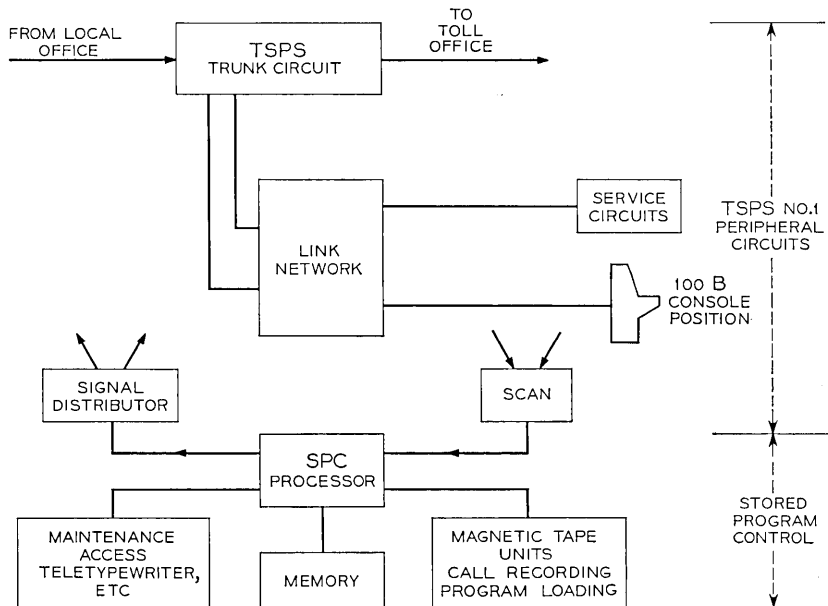 FROM LOCAL
OFFICE
TSPS
TRUNK CIRCUIT
TO
TOLL
OFFICE
LINK
NETWORK
SERVICE
CIRCUITS
TSPS NO.1
PERIPHERAL
CIRCUITS
100 B
CONSOLE
POSITION
SIGNAL
DISTRIBUTOR
SCAN
SPC
PROCESSOR
STORED
PROGRAM
CONTROL
MAINTENANCE
ACCESS
TELETYPEWRITER,
ETC
MEMORY
MAGNETIC TAPE
UNITS
CALL RECORDING
PROGRAM LOADING